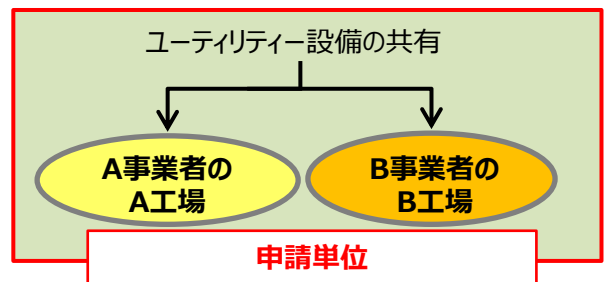 ユーティリティー設備の共有
A事業者の
A工場
B事業者の
B工場
申請単位